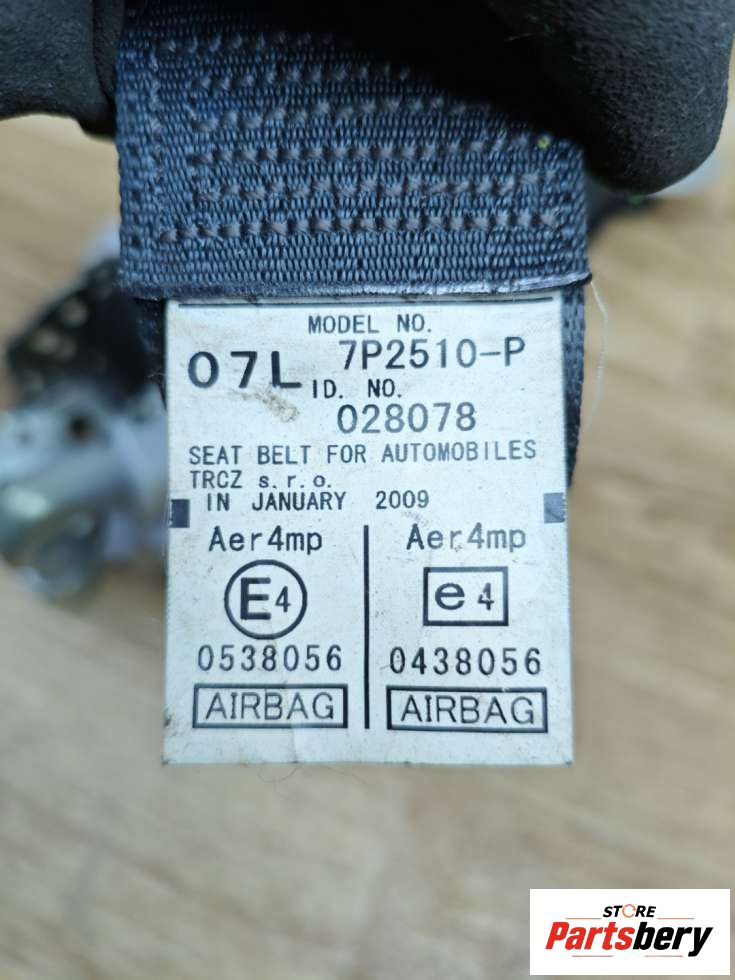 MODEL NO.
07L 7P2510-P
ID. NO.
028078
SEAT BELT FOR AUTOMOBILES
TRCZ s.r.o.
IN JANUARY 2009
Aer4mp Aer4mp
E4 e4
0538056 0438056
AIRBAG AIRBAG
STORE
Partsbery